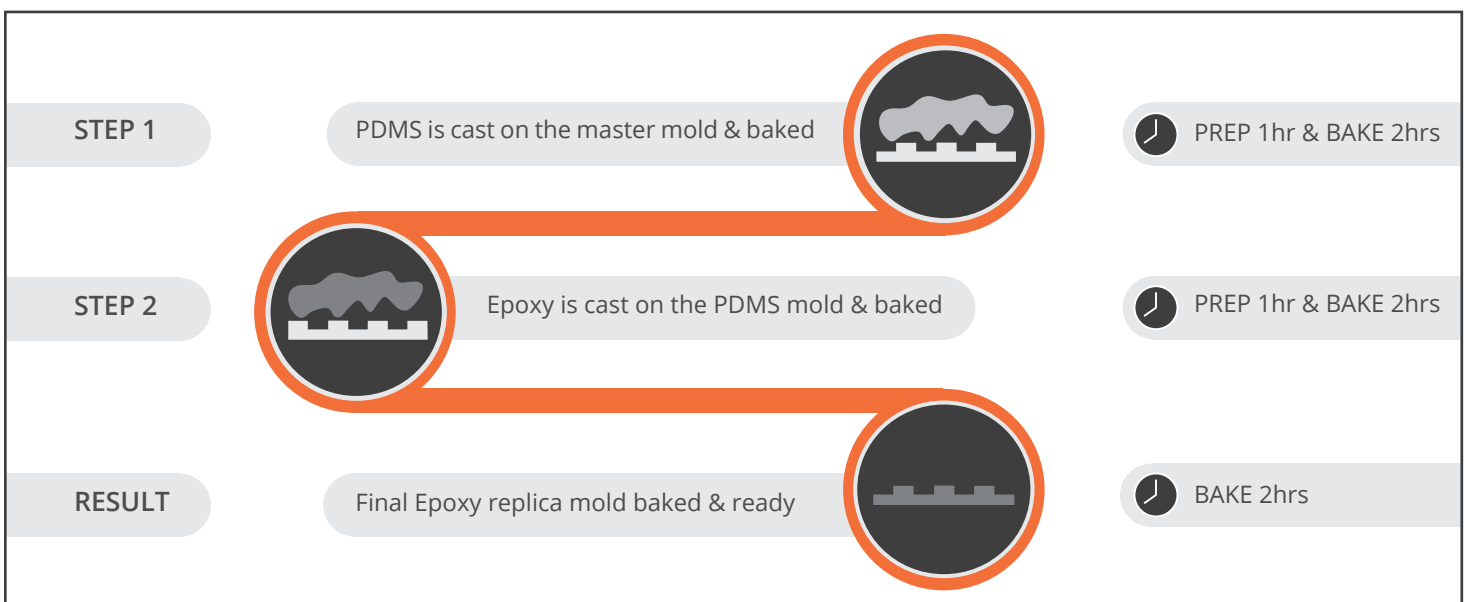 STEP 1
PDMS is cast on the master mold & baked
PREP 1hr & BAKE 2hrs
STEP 2
Epoxy is cast on the PDMS mold & baked
PREP 1hr & BAKE 2hrs
RESULT
Final Epoxy replica mold baked & ready
BAKE 2hrs